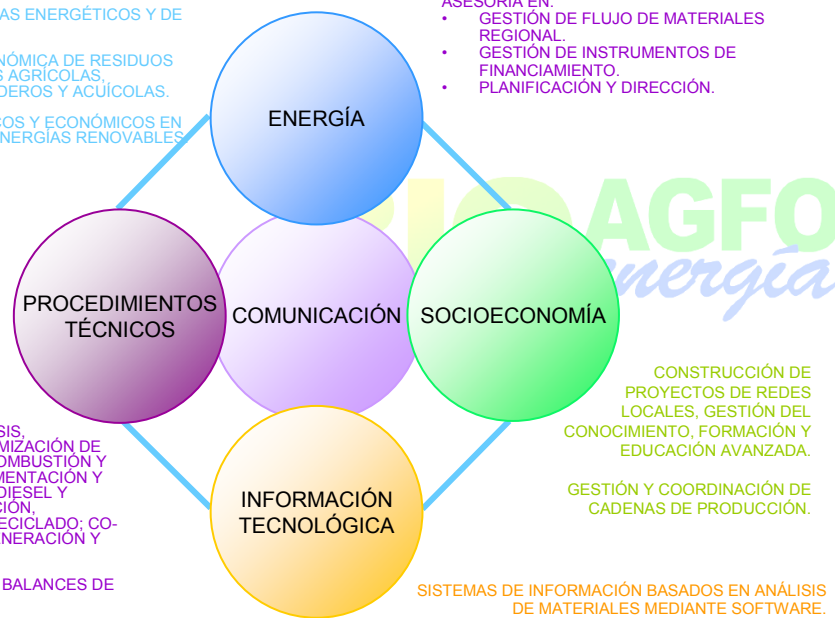 AS ENERGÉTICOS Y DE
NÓMICA DE RESIDUOS
S AGRÍCOLAS,
DEROS Y ACUÍCOLAS.
COS Y ECONÓMICOS EN
ENERGÍAS RENOVABLES
ASESORÍA EN:
• GESTIÓN DE FLUJO DE MATERIALES
REGIONAL.
• GESTIÓN DE INSTRUMENTOS DE
FINANCIAMIENTO.
• PLANIFICACIÓN Y DIRECCIÓN.
ENERGÍA
AGFO
energía
PROCEDIMIENTOS
TÉCNICOS
COMUNICACIÓN
SOCIOECONOMÍA
INFORMACIÓN
TECNOLÓGICA
CONSTRUCCIÓN DE
PROYECTOS DE REDES
LOCALES, GESTIÓN DEL
CONOCIMIENTO, FORMACIÓN Y
EDUCACIÓN AVANZADA.
GESTIÓN Y COORDINACIÓN DE
CADENAS DE PRODUCCIÓN.
SIS,
MIZACIÓN DE
OMBUSTIÓN Y
MENTACIÓN Y
DIESEL Y
CIÓN,
RECICLADO; CO-
ENERACIÓN Y
BALANCES DE
SISTEMAS DE INFORMACIÓN BASADOS EN ANÁLISIS
DE MATERIALES MEDIANTE SOFTWARE.